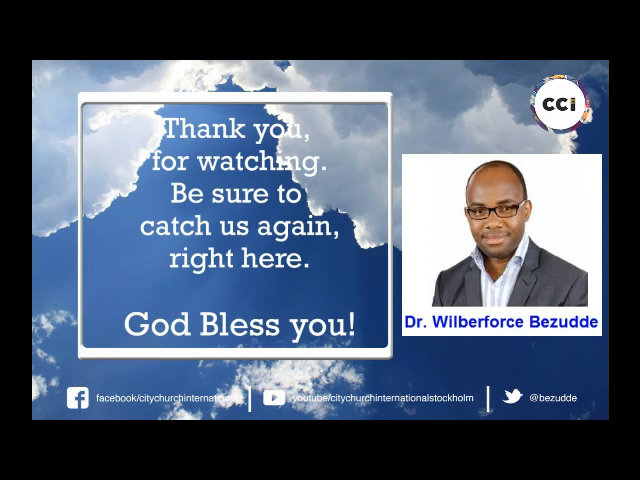 CCi
Thank you,
for watching.
Be sure to
catch us again,
right here.
God Bless you!
Dr. Wilberforce Bezudde
facebook/citychurchinternational
youtube/citychurchinternationalstockholm
@bezudde